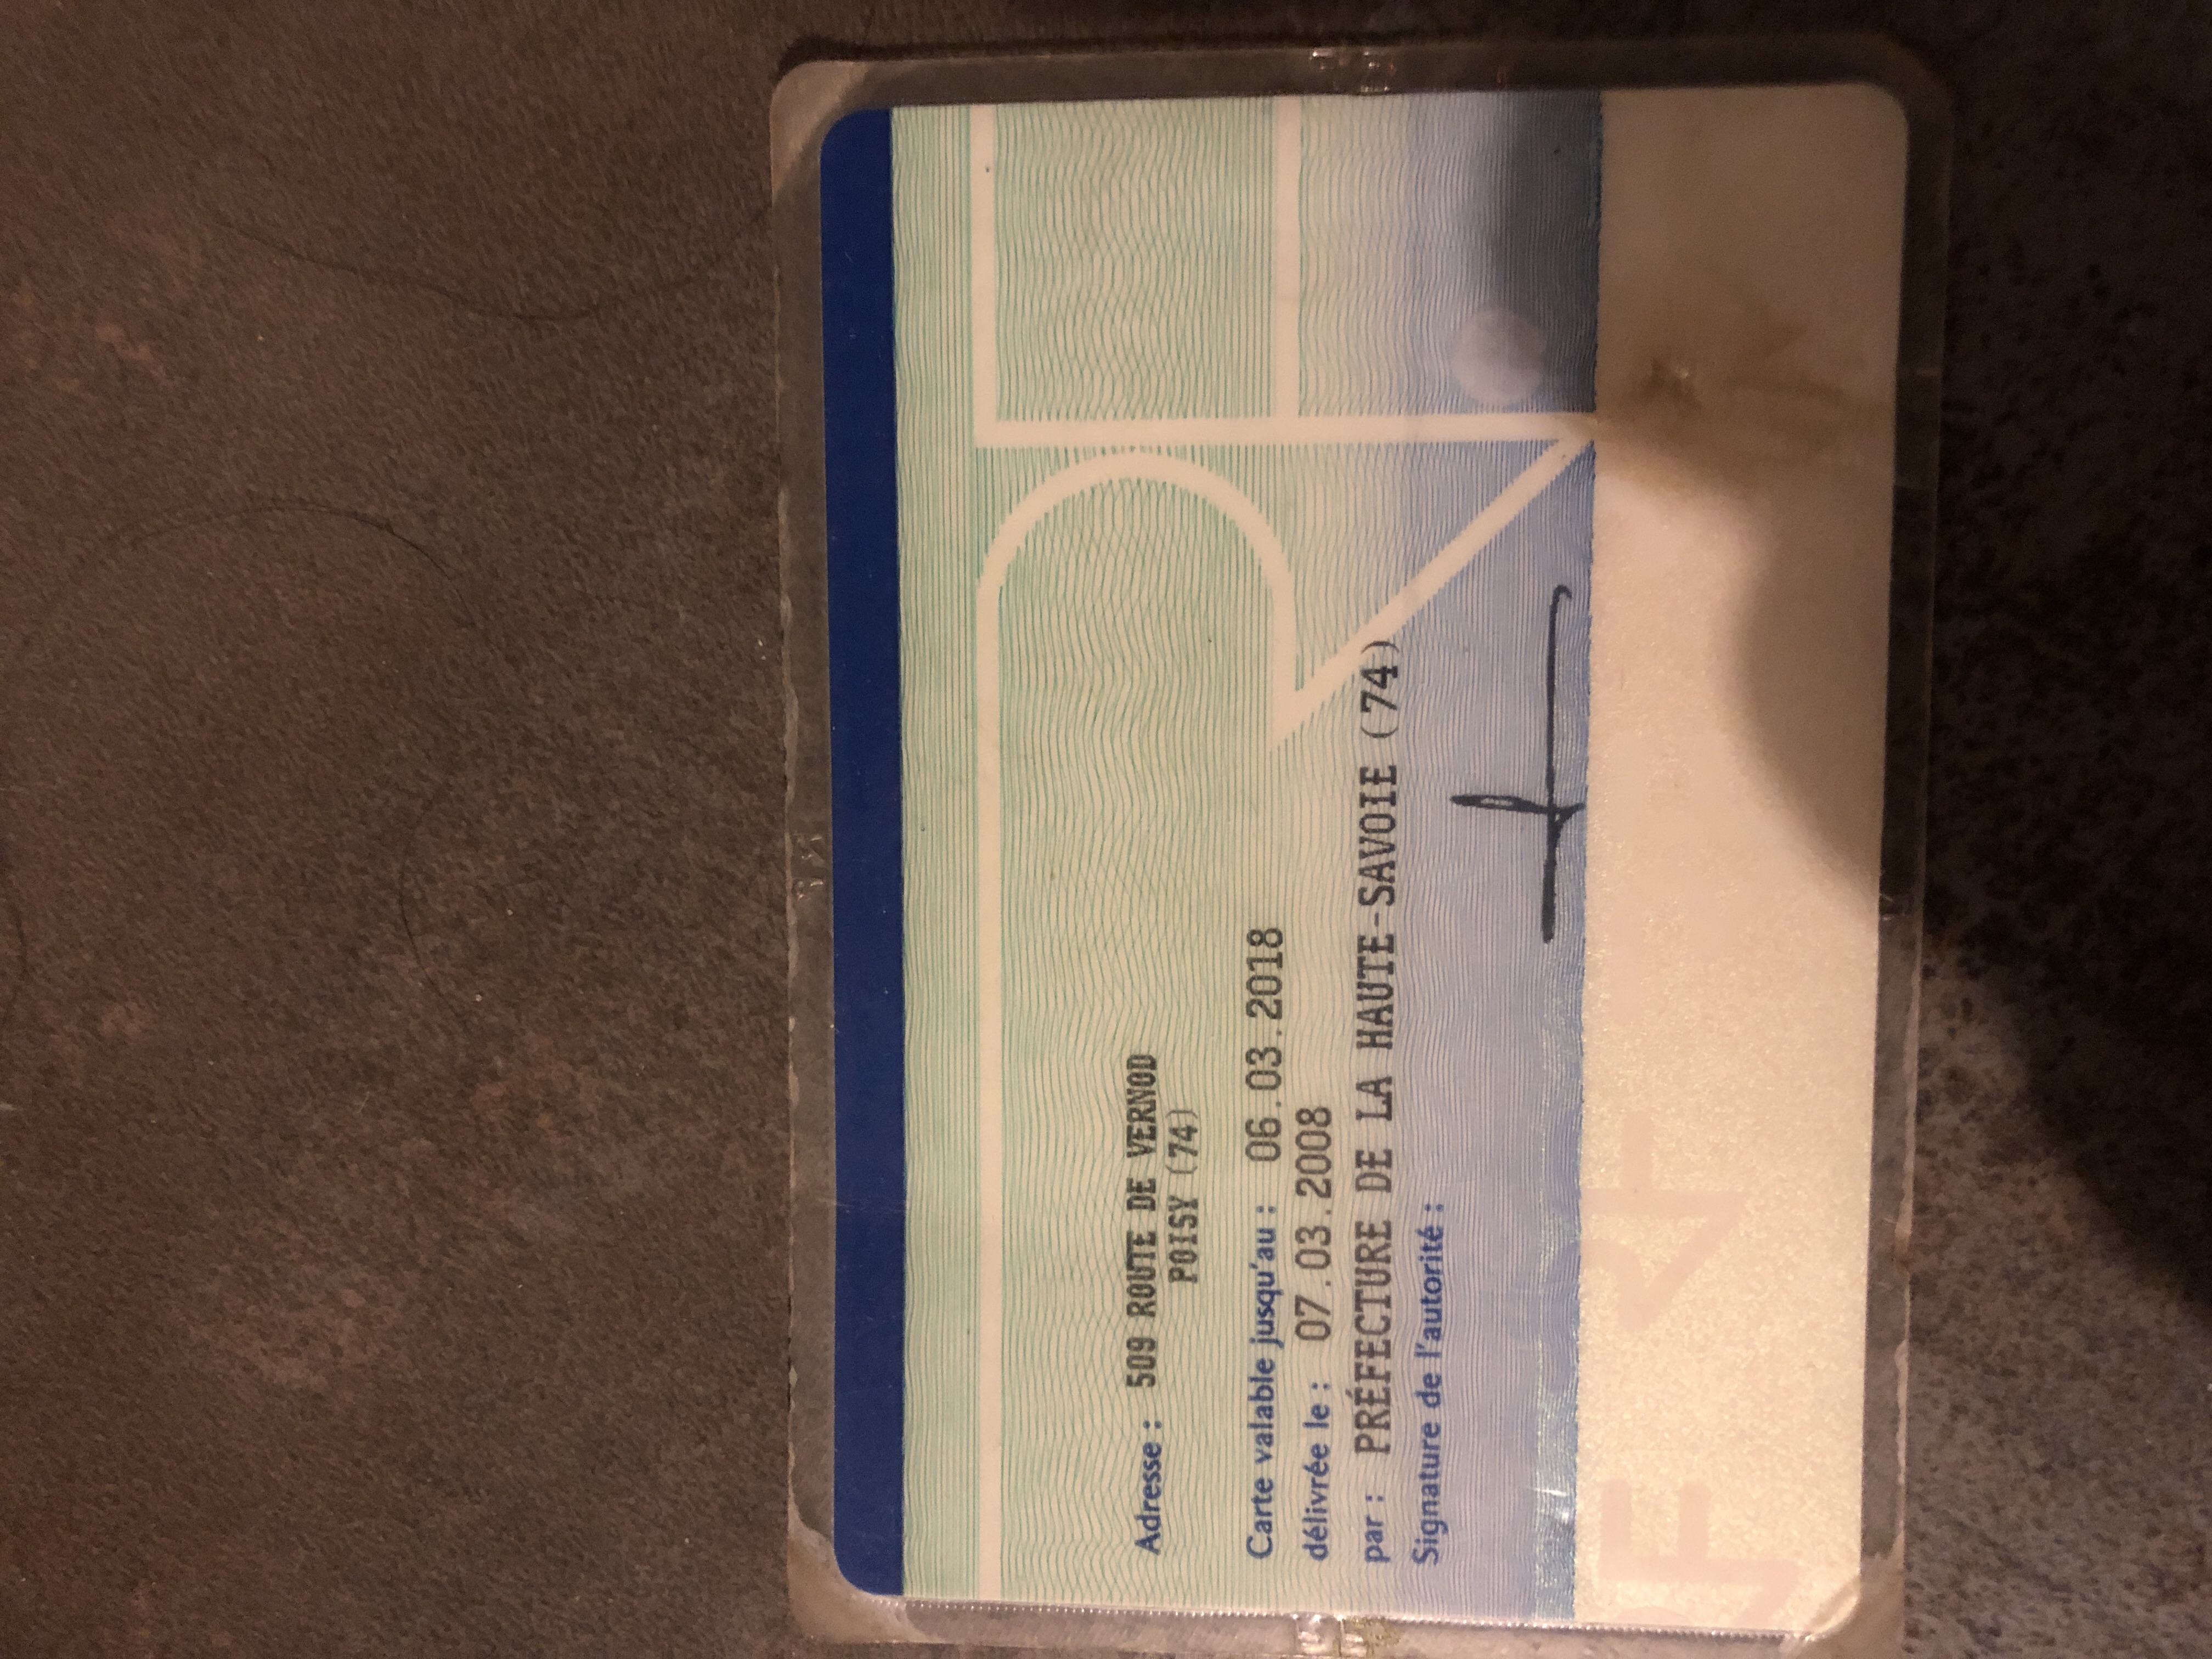 Adresse : 509 ROUTE DE VERNOD
POISY (74)
Carte valable jusqu'au : 06.03.2018
délivrée le : 07.03.2008
par : PRÉFECTURE DE LA HAUTE-SAVOIE (74)
Signature de l'autorité :